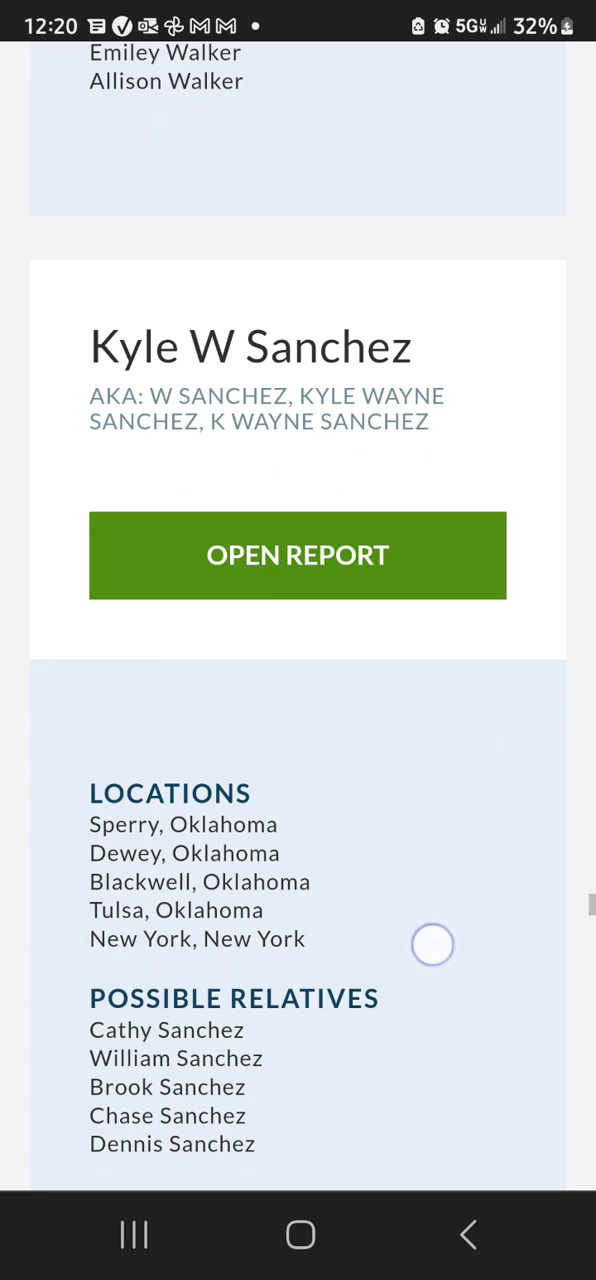 12:20 5G 32%
Emiley Walker
Allison Walker
Kyle W Sanchez
AKA: W SANCHEZ, KYLE WAYNE
SANCHEZ, K WAYNE SANCHEZ
OPEN REPORT
LOCATIONS
Sperry, Oklahoma
Dewey, Oklahoma
Blackwell, Oklahoma
Tulsa, Oklahoma
New York, New York
POSSIBLE RELATIVES
Cathy Sanchez
William Sanchez
Brook Sanchez
Chase Sanchez
Dennis Sanchez